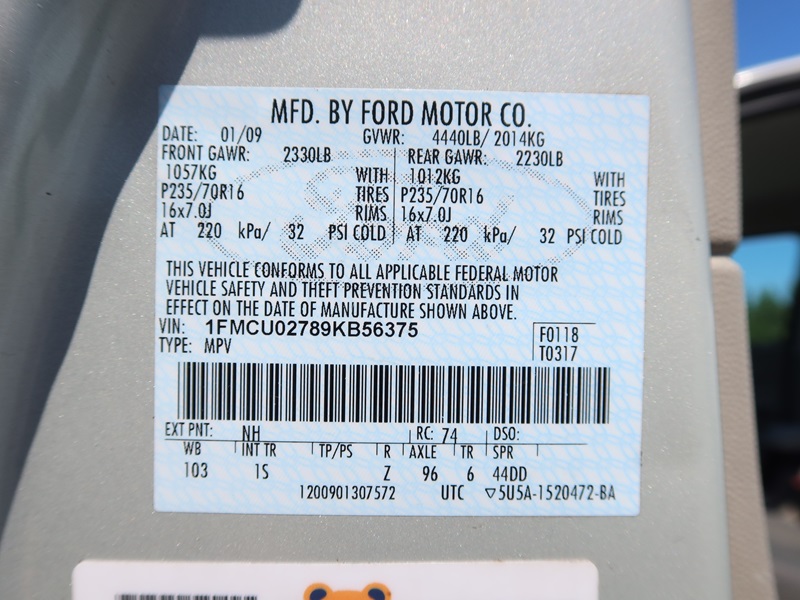 MFD. BY FORD MOTOR CO.
DATE: 01/09 GVWR: 4440LB/ 2014KG
FRONT GAWR: 2330LB REAR GAWR: 2230LB
1057KG WITH 1012KG WITH
P235/70R16 TIRES P235/70R16 TIRES
16x7.0J RIMS 16x7.0J RIMS
AT 220 kPa/ 32 PSI COLD AT 220 kPa/ 32 PSI COLD
THIS VEHICLE CONFORMS TO ALL APPLICABLE FEDERAL MOTOR
VEHICLE SAFETY AND THEFT PREVENTION STANDARDS IN
EFFECT ON THE DATE OF MANUFACTURE SHOWN ABOVE.
VIN: 1FMCU02789KB56375 F0118
TYPE: MPV T0317
EXT PNT: NH RC: 74 DSO:
WB INT TR TP/PS R AXLE TR SPR
103 1S Z 96 6 44DD
1200901307572 UTC ▽5U5A-1520472-BA